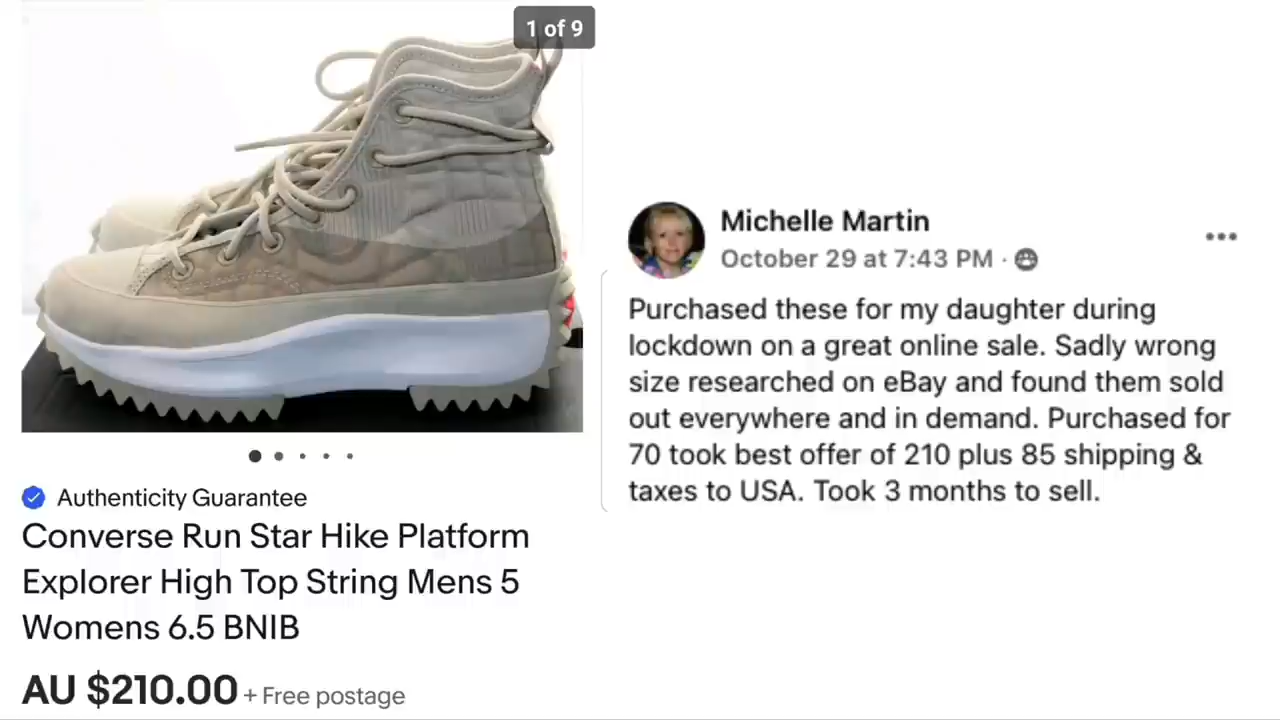 1 of 9
Authenticity Guarantee
Converse Run Star Hike Platform
Explorer High Top String Mens 5
Womens 6.5 BNIB
AU $210.00 + Free postage
Michelle Martin
October 29 at 7:43 PM ·
Purchased these for my daughter during
lockdown on a great online sale. Sadly wrong
size researched on eBay and found them sold
out everywhere and in demand. Purchased for
70 took best offer of 210 plus 85 shipping &
taxes to USA. Took 3 months to sell.